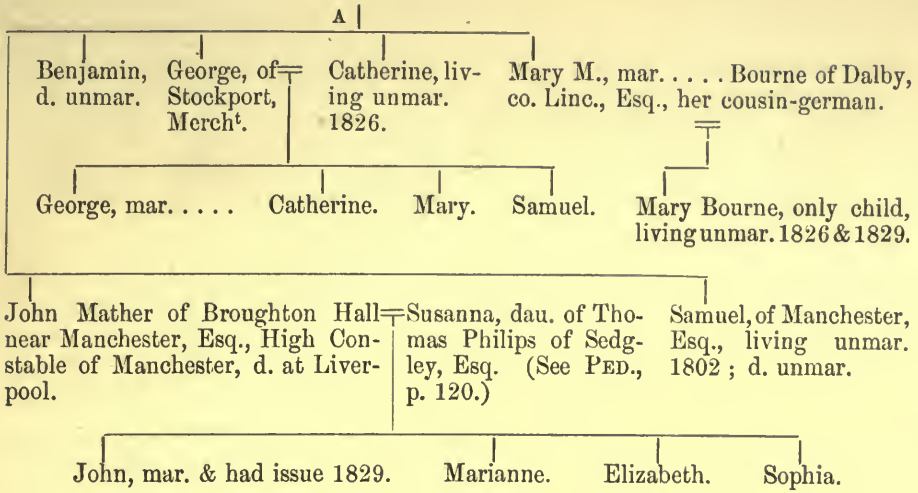 A
Benjamin, d. unmar.
George, of Stockport, Mercht.
Catherine, liv-
ing unmar.
1826.
Mary M., mar. . . . . Bourne of Dalby,
co. Linc., Esq., her cousin-german.
George, mar. . . . . Catherine. Mary. Samuel.
Mary Bourne, only child,
living unmar. 1826 & 1829.
John Mather of Broughton Hall
near Manchester, Esq., High Con-
stable of Manchester, d. at Liver-
pool.
Susanna, dau. of Tho-
mas Philips of Sedg-
ley, Esq. (See PED.,
p. 120.)
Samuel, of Manchester,
Esq., living unmar.
1802 ; d. unmar.
John, mar. & had issue 1829. Marianne. Elizabeth. Sophia.